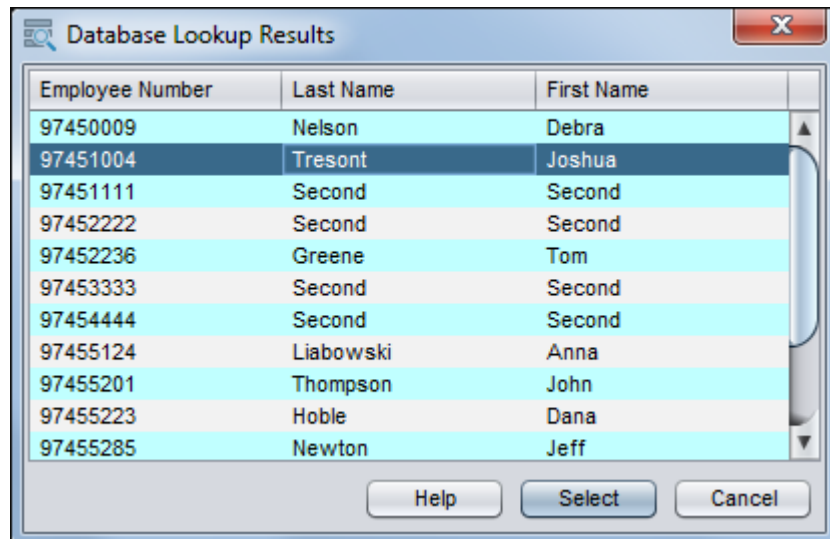 Database Lookup Results
Employee Number Last Name First Name
97450009 Nelson Debra
97451004 Tresont Joshua
97451111 Second Second
97452222 Second Second
97452236 Greene Tom
97453333 Second Second
97454444 Second Second
97455124 Liabowski Anna
97455201 Thompson John
97455223 Hoble Dana
97455285 Newton Jeff
Help Select Cancel